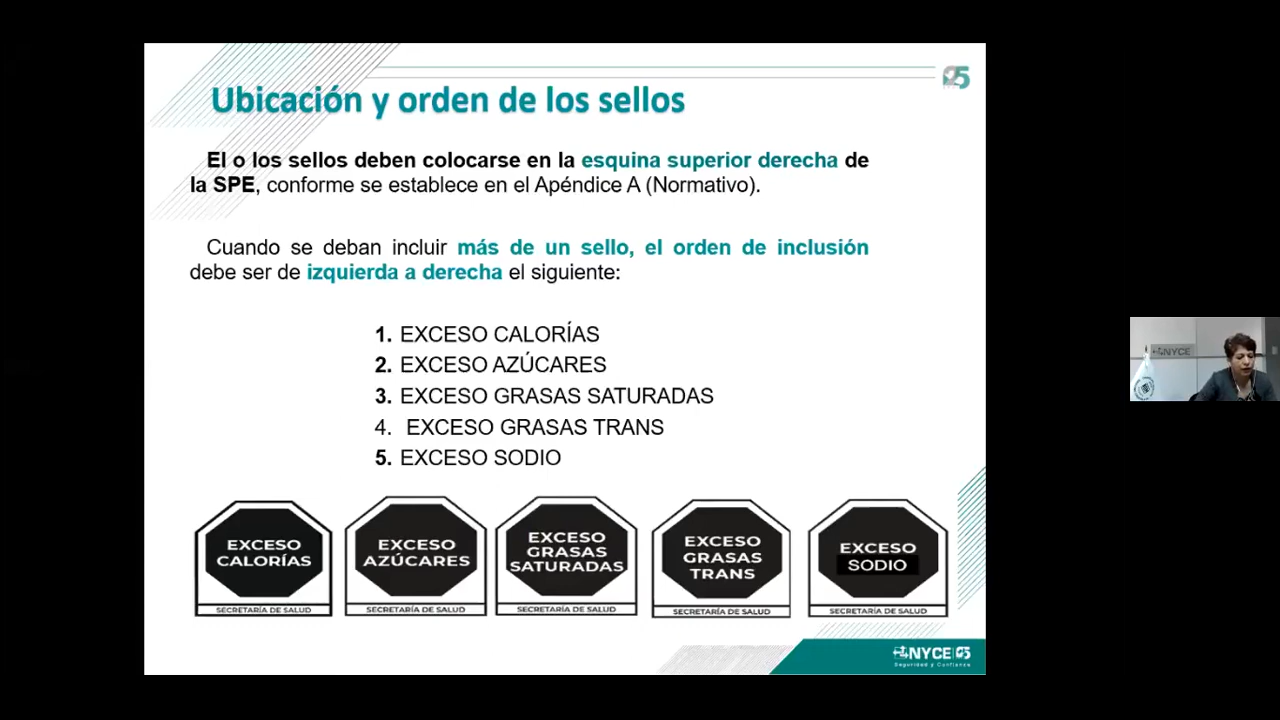 Ubicación y orden de los sellos
El o los sellos deben colocarse en la esquina superior derecha de
la SPE, conforme se establece en el Apéndice A (Normativo).
Cuando se deban incluir más de un sello, el orden de inclusión
debe ser de izquierda a derecha el siguiente:
1. EXCESO CALORÍAS
2. EXCESO AZÚCARES
3. EXCESO GRASAS SATURADAS
4. EXCESO GRASAS TRANS
5. EXCESO SODIO
EXCESO
CALORÍAS
SECRETARÍA DE SALUD
EXCESO
AZÚCARES
SECRETARÍA DE SALUD
EXCESO
GRASAS
SATURADAS
SECRETARÍA DE SALUD
EXCESO
GRASAS
TRANS
SECRETARÍA DE SALUD
EXCESO
SODIO
SECRETARÍA DE SALUD
NYCE
Seguridad y Confianza
NYCE